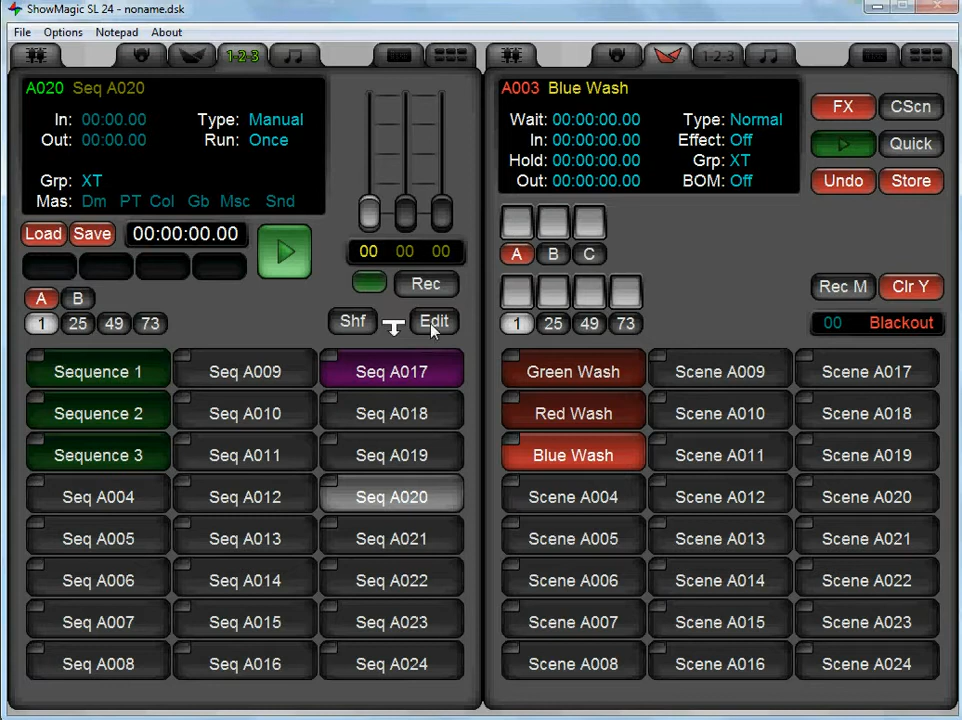 ShowMagic SL 24 - noname.dsk
File Options Notepad About
1-2-3
1-2-3
A020 Seq A020
In: 00:00.00 Type: Manual
Out: 00:00.00 Run: Once
Grp: XT
Mas: Dm PT Col Gb Msc Snd
Load Save 00:00:00.00
00 00 00
Rec
A B
1 25 49 73
Shf Edit
Sequence 1 Seq A009 Seq A017
Sequence 2 Seq A010 Seq A018
Sequence 3 Seq A011 Seq A019
Seq A004 Seq A012 Seq A020
Seq A005 Seq A013 Seq A021
Seq A006 Seq A014 Seq A022
Seq A007 Seq A015 Seq A023
Seq A008 Seq A016 Seq A024
A003 Blue Wash
Wait: 00:00:00.00 Type: Normal
In: 00:00:00.00 Effect: Off
Hold: 00:00:00.00 Grp: XT
Out: 00:00:00.00 BOM: Off
FX CScn
Quick
Undo Store
A B C
Rec M Clr Y
1 25 49 73
00 Blackout
Green Wash Scene A009 Scene A017
Red Wash Scene A010 Scene A018
Blue Wash Scene A011 Scene A019
Scene A004 Scene A012 Scene A020
Scene A005 Scene A013 Scene A021
Scene A006 Scene A014 Scene A022
Scene A007 Scene A015 Scene A023
Scene A008 Scene A016 Scene A024